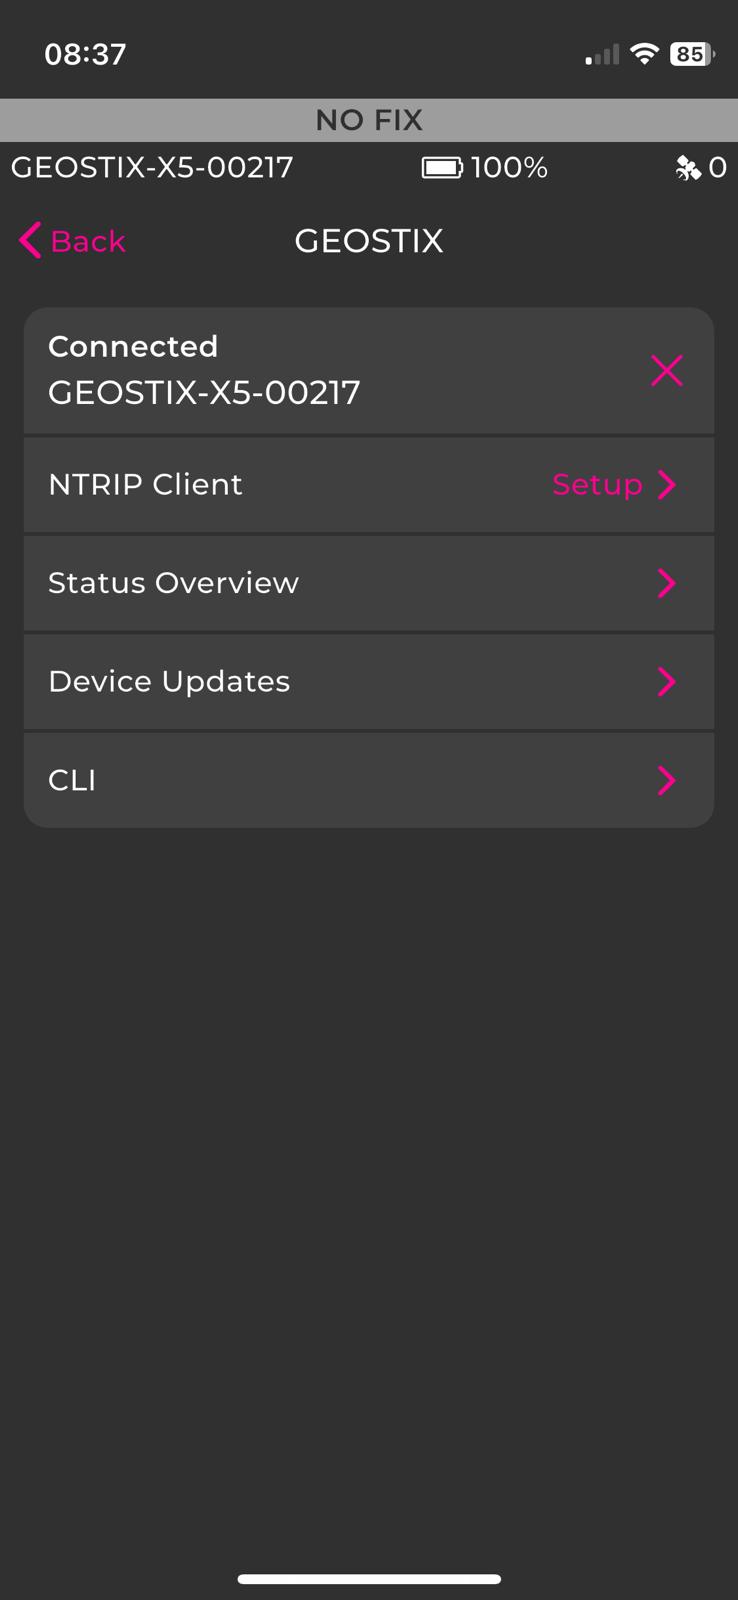 08:37
85
NO FIX
GEOSTIX-X5-00217
100%
0
Back
GEOSTIX
Connected
GEOSTIX-X5-00217
NTRIP Client
Setup
Status Overview
Device Updates
CLI